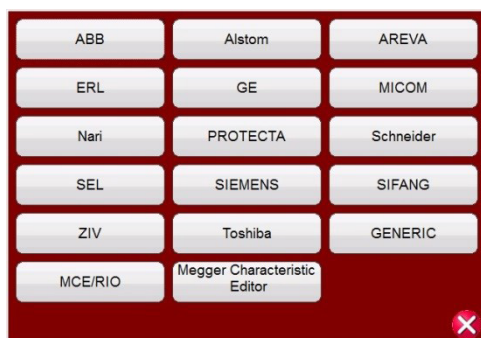 ABB
Alstom
AREVA
ERL
GE
MICOM
Nari
PROTECTA
Schneider
SEL
SIEMENS
SIFANG
ZIV
Toshiba
GENERIC
MCE/RIO
Megger Characteristic
Editor